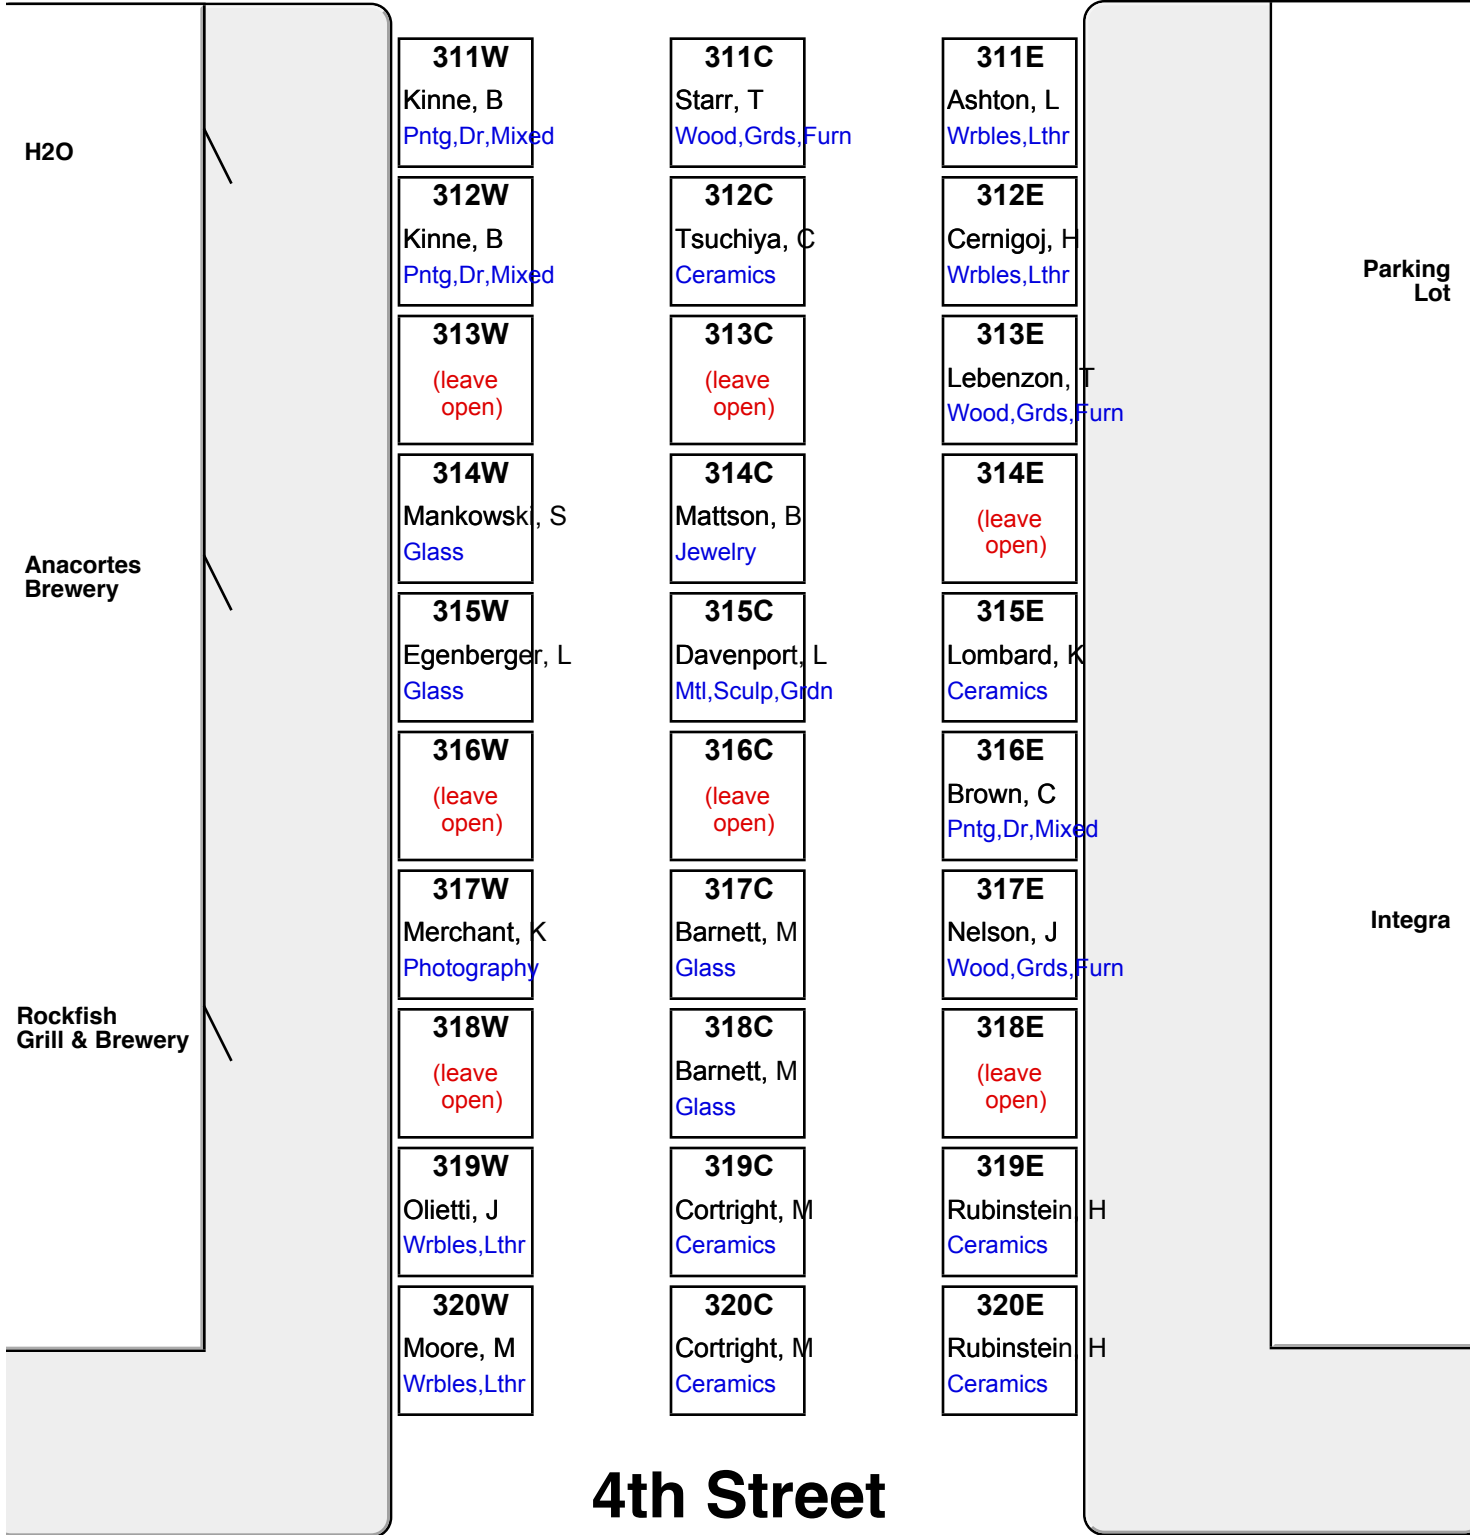 311W
Kinne, B
Pntg,Dr,Mixed
311C
Starr, T
Wood,Grds,Furn
311E
Ashton, L
Wrbles,Lthr
H2O
312W
Kinne, B
Pntg,Dr,Mixed
312C
Tsuchiya, C
Ceramics
312E
Cernigoj, H
Wrbles,Lthr
Parking
Lot
313W
(leave
open)
313C
(leave
open)
313E
Lebenzon, T
Wood,Grds,Furn
314W
Mankowski, S
Glass
314C
Mattson, B
Jewelry
314E
(leave
open)
Anacortes
Brewery
315W
Egenberger, L
Glass
315C
Davenport, L
Mtl,Sculp,Grdn
315E
Lombard, K
Ceramics
316W
(leave
open)
316C
(leave
open)
316E
Brown, C
Pntg,Dr,Mixed
317W
Merchant, K
Photography
317C
Barnett, M
Glass
317E
Nelson, J
Wood,Grds,Furn
Integra
Rockfish
Grill & Brewery
318W
(leave
open)
318C
Barnett, M
Glass
318E
(leave
open)
319W
Olietti, J
Wrbles,Lthr
319C
Cortright, M
Ceramics
319E
Rubinstein, H
Ceramics
320W
Moore, M
Wrbles,Lthr
320C
Cortright, M
Ceramics
320E
Rubinstein, H
Ceramics
4th Street